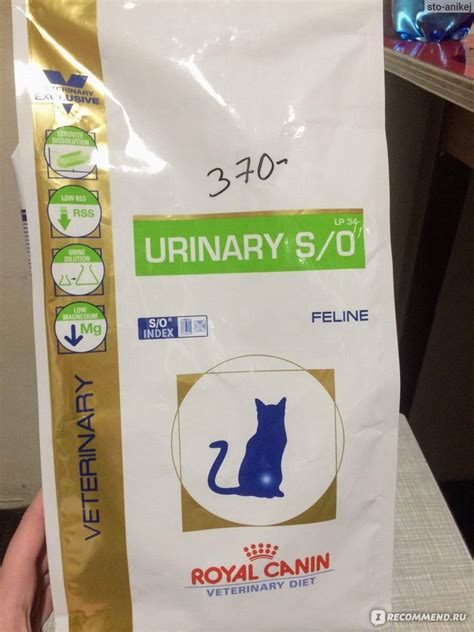 sto-anikej
VETERINARY
EXCLUSIVE
STRUVITE
DISSOLUTION
LOW RSS
RSS
URINE
DILUTION
LOW
MAGNESIUM
Mg
370-
LP 34
URINARY S/O
S/O®
INDEX
FELINE
VETERINARY
ROYAL CANIN
VETERINARY DIET
IRECOMMEND.RU